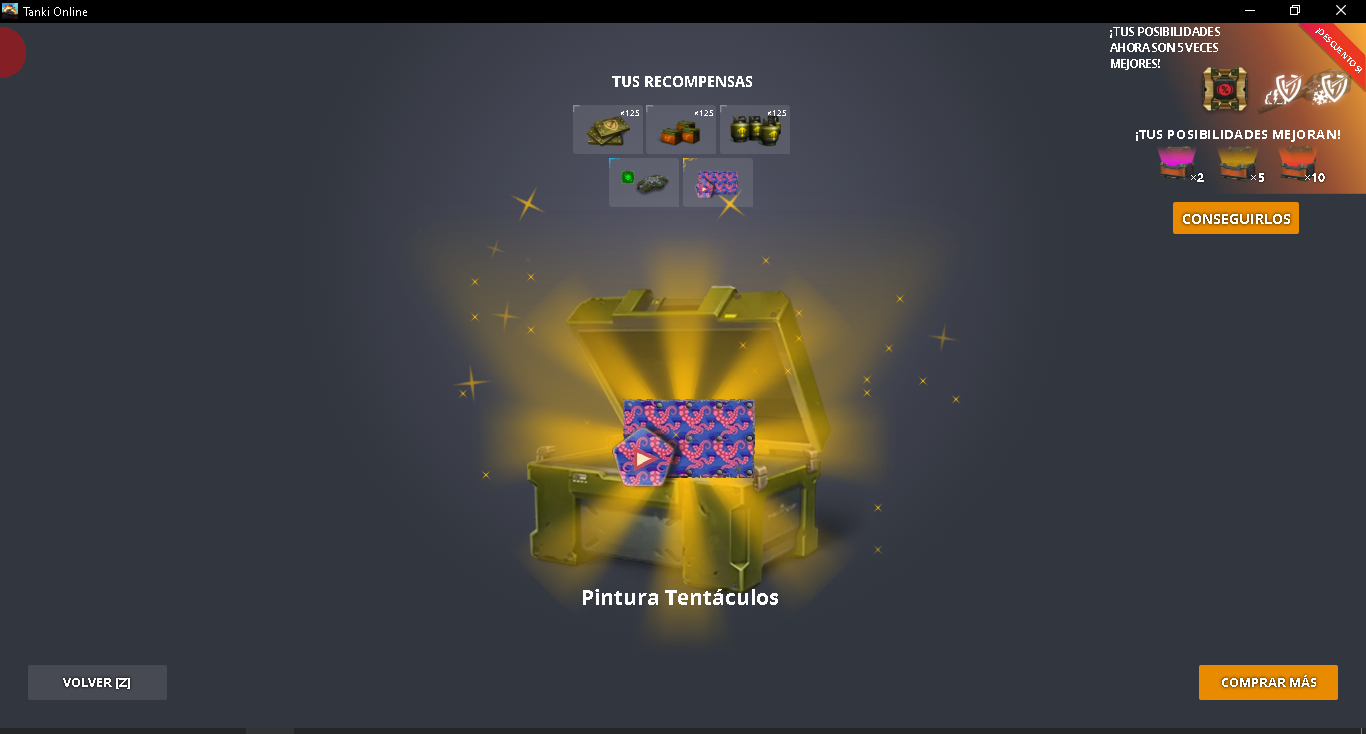 Tanki Online
¡TUS POSIBILIDADES
AHORA SON 5 VECES
MEJORES!
¡DESCUENTOS!
TUS RECOMPENSAS
×125
×125
×125
¡TUS POSIBILIDADES MEJORAN!
×2
×5
×10
CONSEGUIRLOS
Pintura Tentáculos
VOLVER [Z]
COMPRAR MÁS